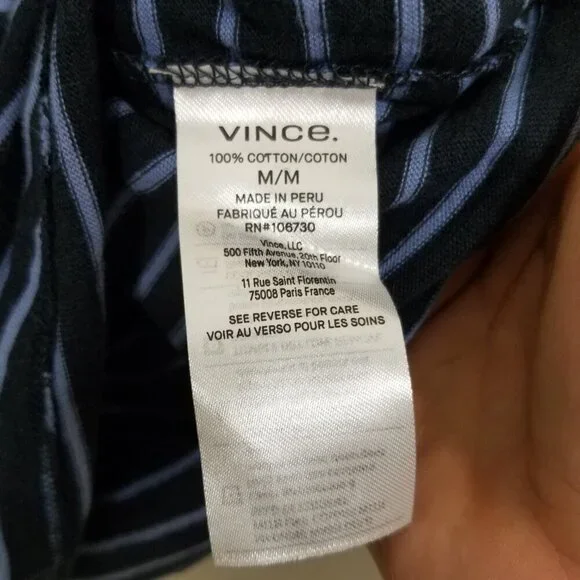 VINCE.
100% COTTON/COTON
M/M
MADE IN PERU
FABRIQUÉ AU PÉROU
RN#106730
Vince, LLC
500 Fifth Avenue, 20th Floor
New York, NY 10110
11 Rue Saint Florentin
75008 Paris France
SEE REVERSE FOR CARE
VOIR AU VERSO POUR LES SOINS